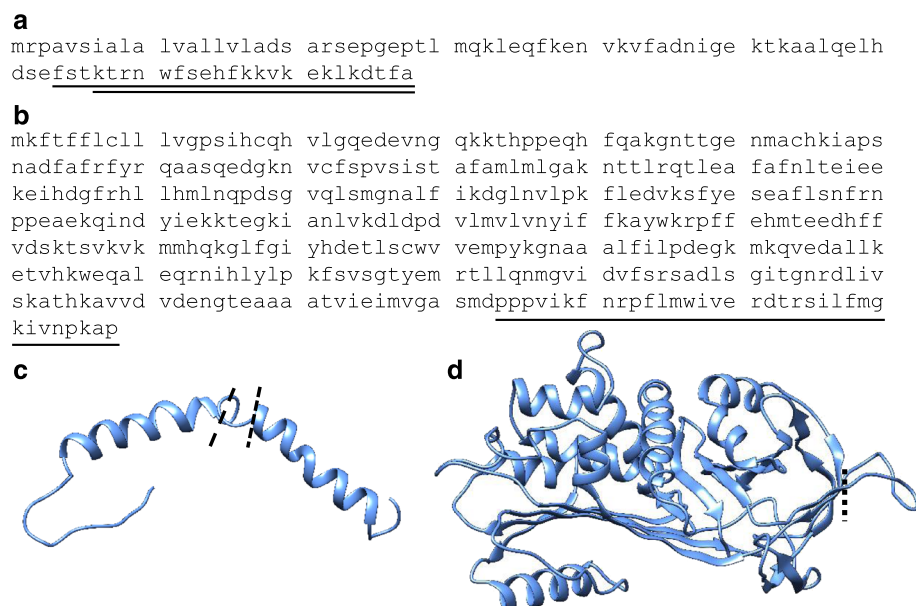 a
mrpavsiala lvallvlads arsepgeptl mqkleqfken vkvfadnige ktkaalqelh
dsefstktrn wfsehfkkvk eklkdtfa
b
mkftfflcll lvgpsihcqh vlgqedevng qkkthppeqh fqakgnttge nmachkiaps
nadfafrfyr qaasqedgkn vcfspvsist afamlmlgak nttlrqtlea fafnlteiee
keihdgfrhl lhmlnqpdsg vqlsmgnalf ikdglnvlpk fledvksfye seaflsnfrn
ppeaekqind yiekktegki anlvkdldpd vlmvlvnyif fkaywkrpff ehmteedhff
vdsktsvkvk mmhqkglfgi yhdetlscwv vempykgnaa alfilpdegk mkqvedallk
etvhkweqal eqrnihlylp kfsvsgtyem rtllqnmgvi dvfsrsadls gitgnrdliv
skathkavvd vdengteaaa atvieimvga smdpppvikf nrpflmwive rdtrsilfmg
kivnpkap
c
d